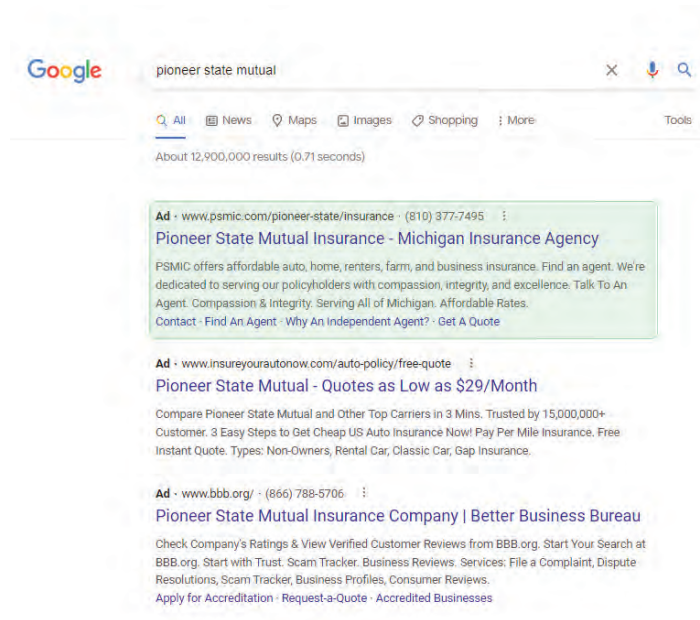 Google
pioneer state mutual
All News Maps Images Shopping More Tools
About 12,900,000 results (0.71 seconds)
Ad · www.psmic.com/pioneer-state/insurance · (810) 377-7495
Pioneer State Mutual Insurance - Michigan Insurance Agency
PSMIC offers affordable auto, home, renters, farm, and business insurance. Find an agent. We're
dedicated to serving our policyholders with compassion, integrity, and excellence. Talk To An
Agent. Compassion & Integrity. Serving All of Michigan. Affordable Rates.
Contact · Find An Agent · Why An Independent Agent? · Get A Quote
Ad · www.insureyourautonow.com/auto-policy/free-quote
Pioneer State Mutual - Quotes as Low as $29/Month
Compare Pioneer State Mutual and Other Top Carriers in 3 Mins. Trusted by 15,000,000+
Customer. 3 Easy Steps to Get Cheap US Auto Insurance Now! Pay Per Mile Insurance. Free
Instant Quote. Types: Non-Owners, Rental Car, Classic Car, Gap Insurance.
Ad · www.bbb.org/ · (866) 788-5706
Pioneer State Mutual Insurance Company | Better Business Bureau
Check Company's Ratings & View Verified Customer Reviews from BBB.org. Start Your Search at
BBB.org. Start with Trust. Scam Tracker. Business Reviews. Services: File a Complaint, Dispute
Resolutions, Scam Tracker, Business Profiles, Consumer Reviews.
Apply for Accreditation · Request-a-Quote · Accredited Businesses